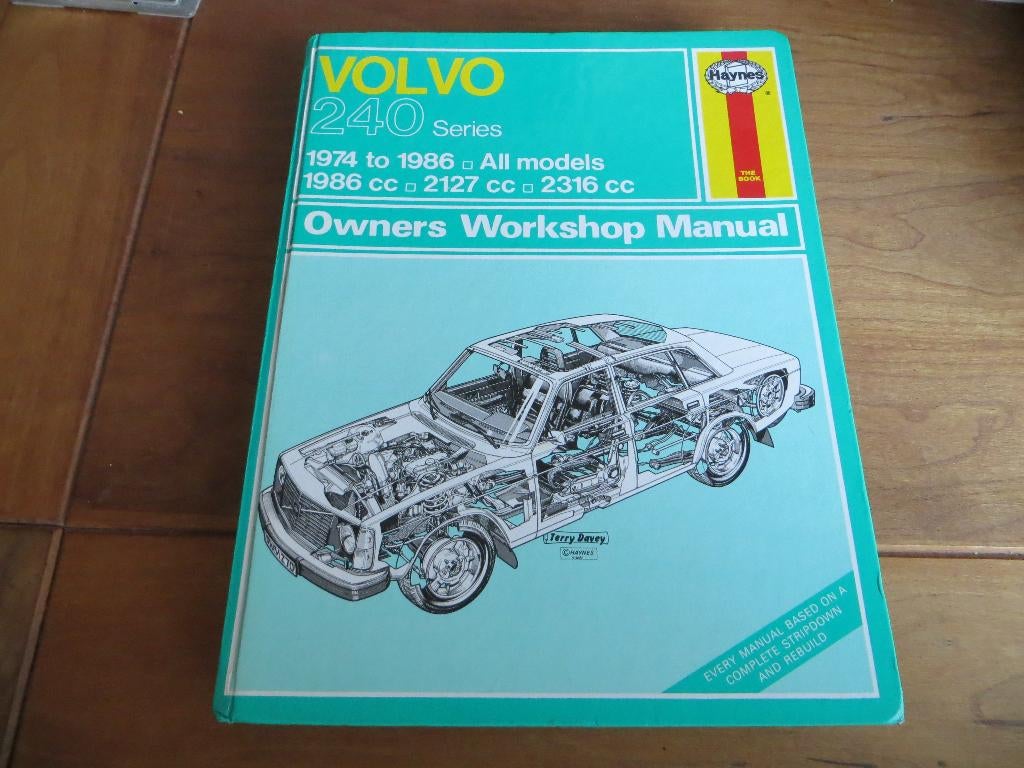 VOLVO
240 Series
1974 to 1986 □ All models
1986 cc □ 2127 cc □ 2316 cc
Haynes
®
THE
BOOK
Owners Workshop Manual
Terry Davey
© HAYNES
EVERY MANUAL BASED ON A
COMPLETE STRIPDOWN
AND REBUILD